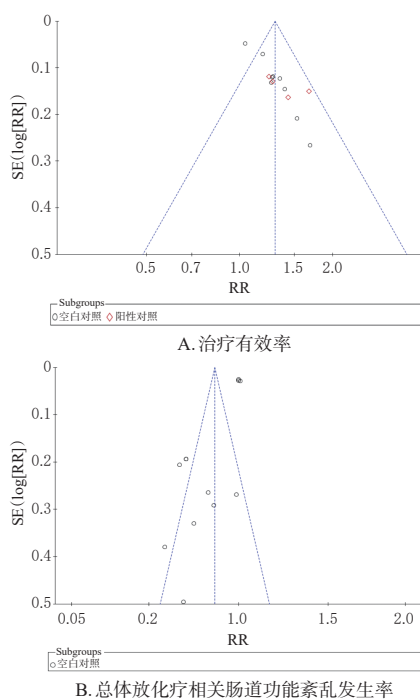 0
0.1
0.2
0.3
0.4
0.5
SE(log[RR])
0.5 0.7 1.0 1.5 2.0
RR
Subgroups
空白对照 阳性对照
A. 治疗有效率
0
0.1
0.2
0.3
0.4
0.5
SE(log[RR])
0.05 0.2 1.0 1.5 2.0
RR
Subgroups
空白对照
B. 总体放化疗相关肠道功能紊乱发生率